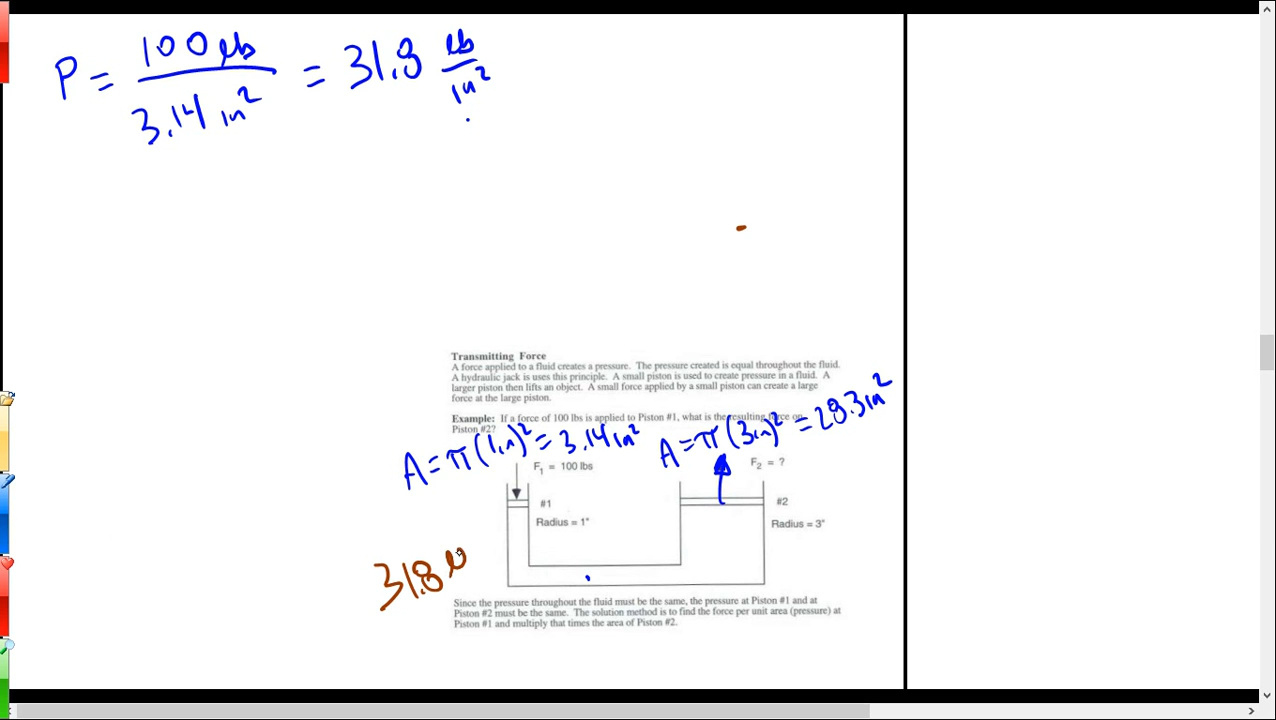 P = 100 lb / 3.14 in² = 31.8 lb/in²
Transmitting Force
A force applied to a fluid creates a pressure. The pressure created is equal throughout the fluid.
A hydraulic jack is uses this principle. A small piston is used to create pressure in a fluid. A
larger piston then lifts an object. A small force applied by a small piston can create a large
force at the large piston.
Example: If a force of 100 lbs is applied to Piston #1, what is the resulting force on
Piston #2?
A = π(1in)² = 3.14 in²
A = π(3in)² = 28.3 in²
F₁ = 100 lbs
F₂ = ?
#1
#2
Radius = 1"
Radius = 3"
31.8
Since the pressure throughout the fluid must be the same, the pressure at Piston #1 and at
Piston #2 must be the same. The solution method is to find the force per unit area (pressure) at
Piston #1 and multiply that times the area of Piston #2.